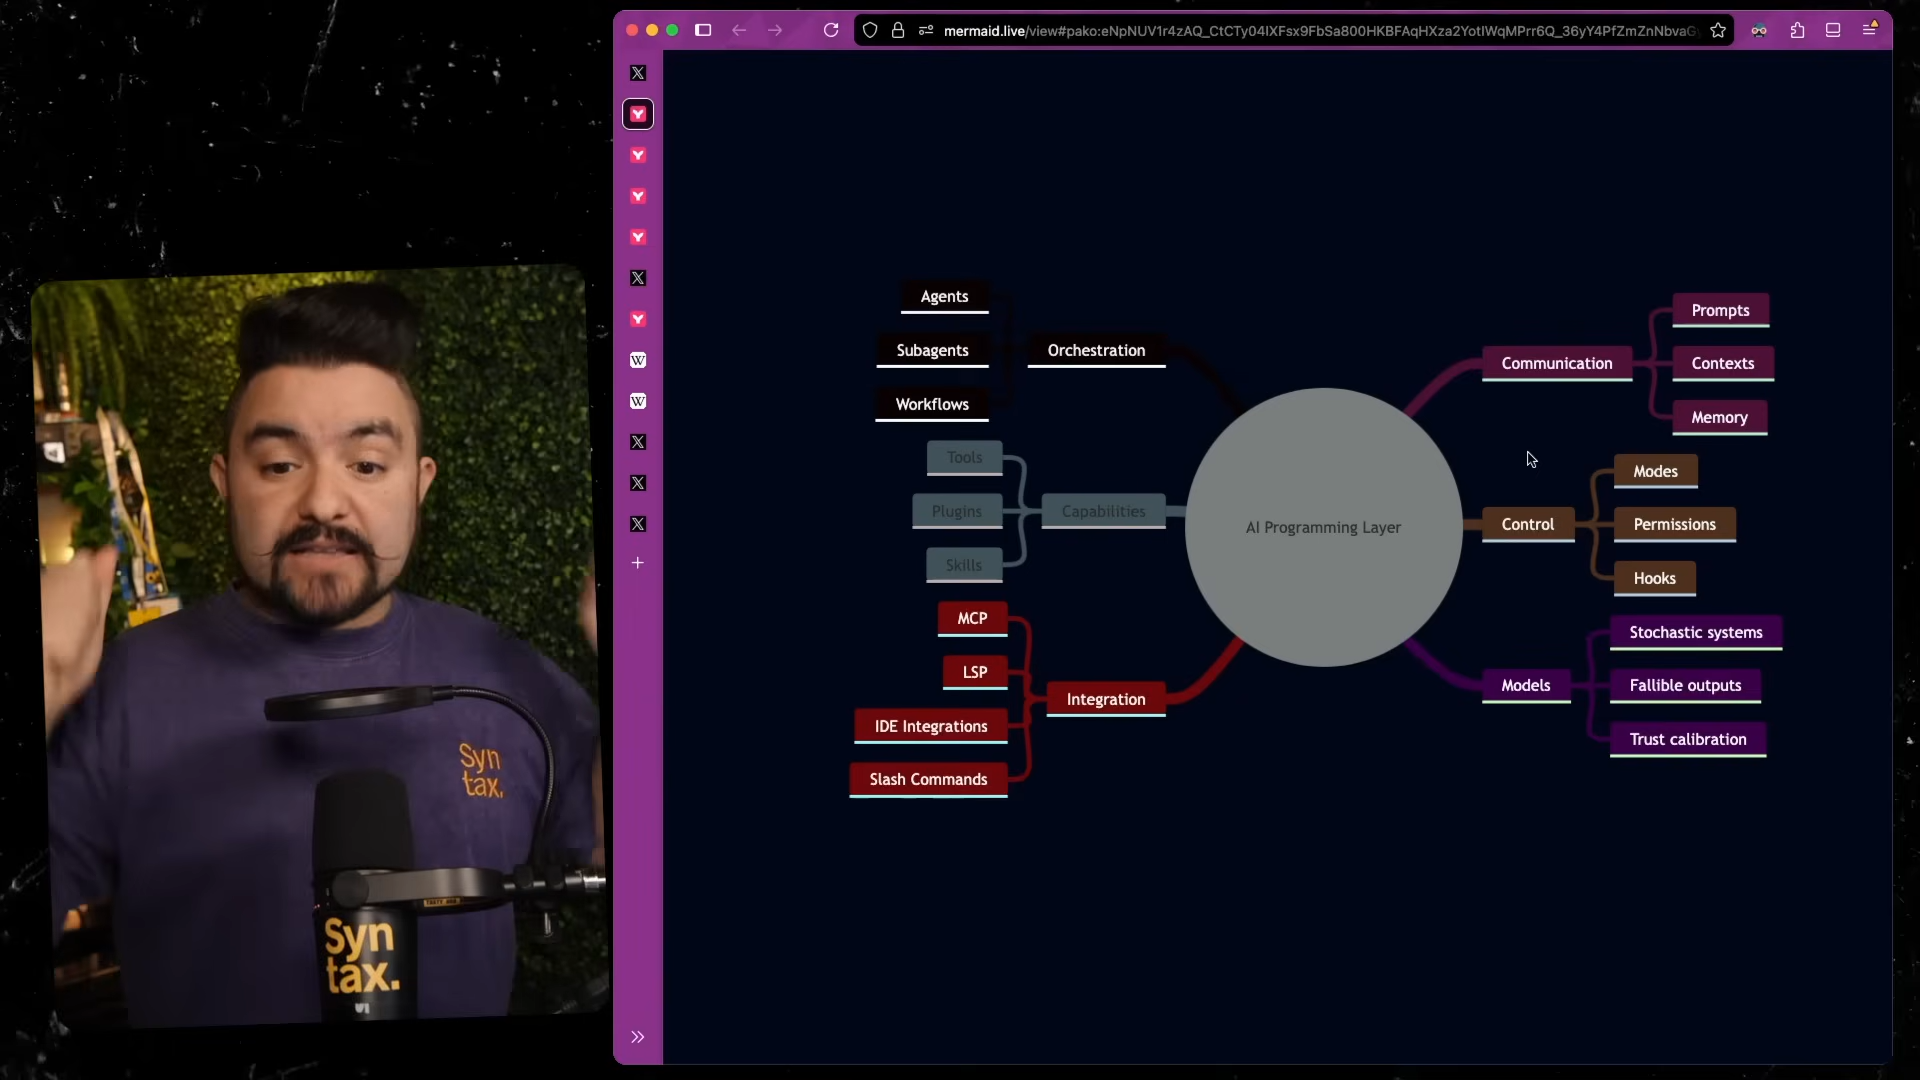 mermaid.live/view#pako:eNpNUV1r4zAQ_CtCTy04IXFsx9FbSa800HKBFAqHXza2YotIWqMPrr6Q_36yY4PfZmZnNbvaG
Agents
Subagents
Workflows
Orchestration
Tools
Plugins
Skills
Capabilities
MCP
LSP
IDE Integrations
Slash Commands
Integration
AI Programming Layer
Communication
Prompts
Contexts
Memory
Control
Modes
Permissions
Hooks
Models
Stochastic systems
Fallible outputs
Trust calibration
Syn
tax.
Syn
tax.